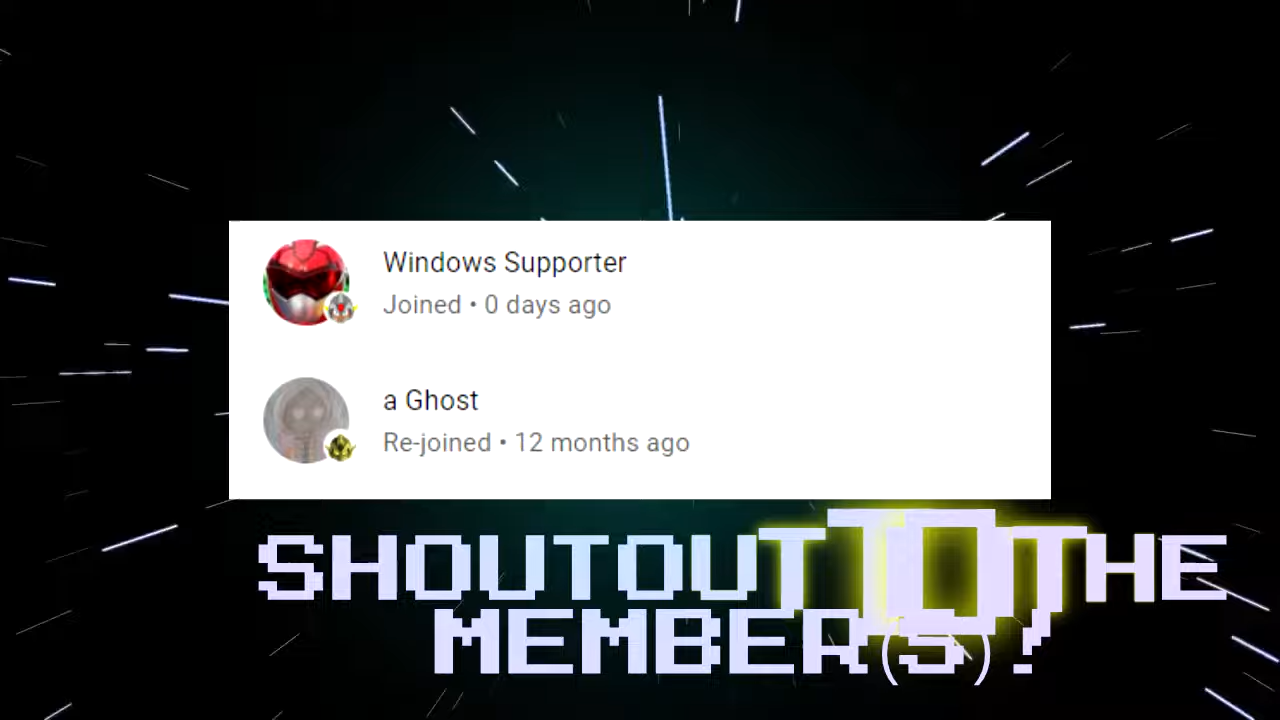 Windows Supporter
Joined • 0 days ago
a Ghost
Re-joined • 12 months ago
SHOUTOUT TO THE
MEMBER(S)!